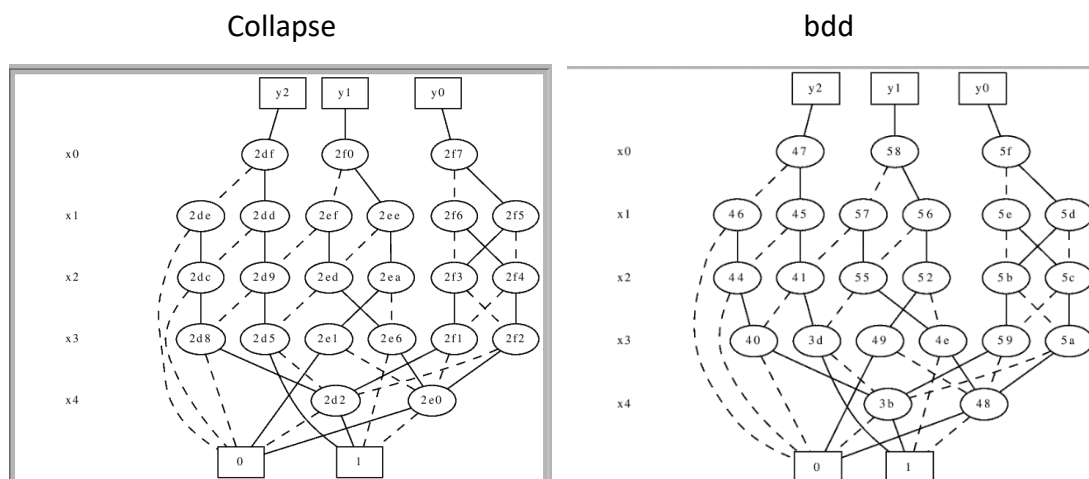 Collapse
bdd
y2 y1 y0
x0 2df 2f0 2f7
x1 2de 2dd 2ef 2ee 2f6 2f5
x2 2dc 2d9 2ed 2ea 2f3 2f4
x3 2d8 2d5 2e1 2e6 2f1 2f2
x4 2d2 2e0
0 1
y2 y1 y0
x0 47 58 5f
x1 46 45 57 56 5e 5d
x2 44 41 55 52 5b 5c
x3 40 3d 49 4e 59 5a
x4 3b 48
0 1